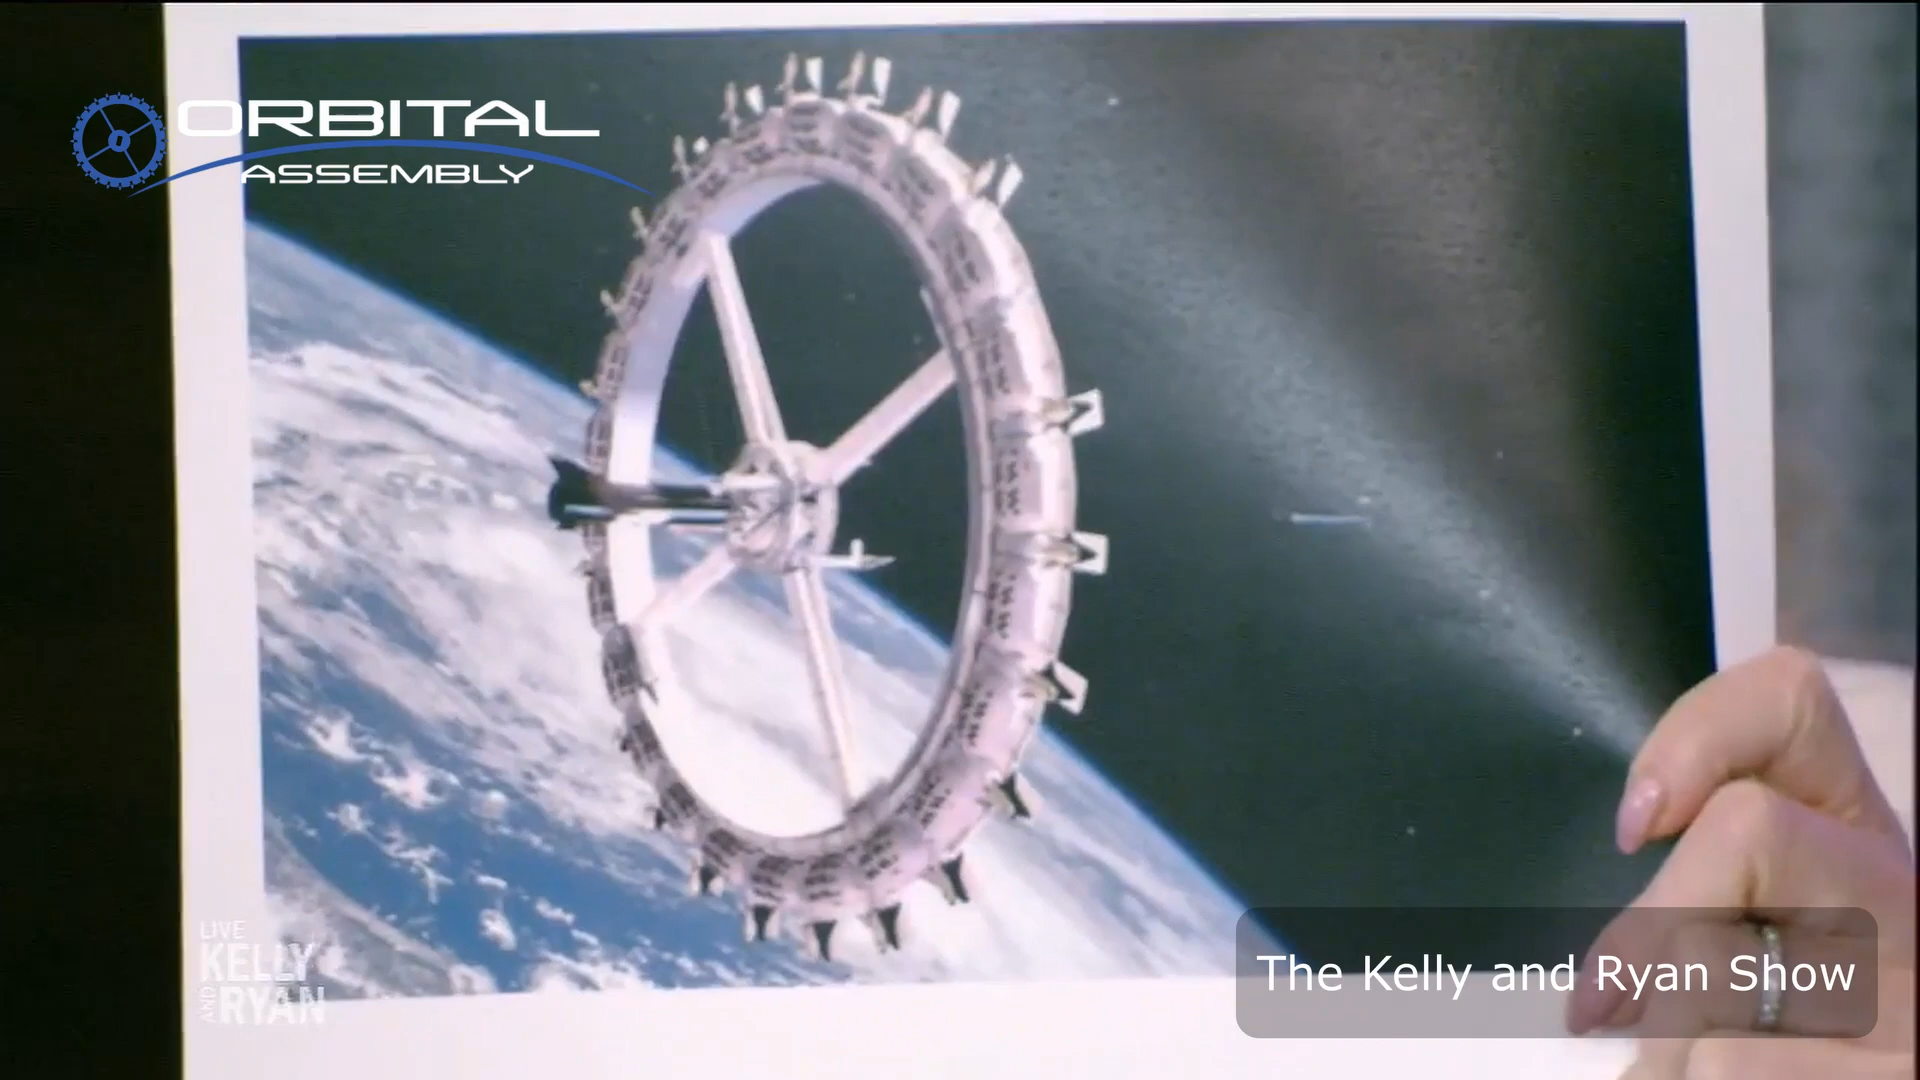 ORBITAL
ASSEMBLY
LIVE
KELLY
AND RYAN
The Kelly and Ryan Show